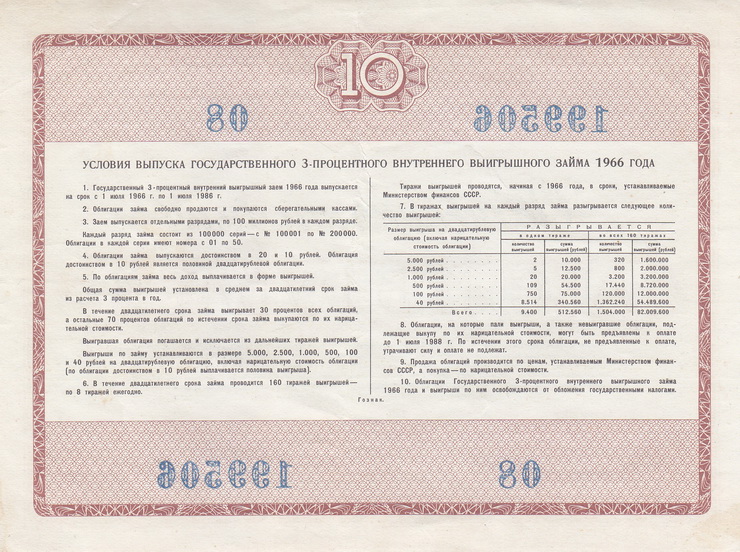 10
80 199506
УСЛОВИЯ ВЫПУСКА ГОСУДАРСТВЕННОГО 3-ПРОЦЕНТНОГО ВНУТРЕННЕГО ВЫИГРЫШНОГО ЗАЙМА 1966 ГОДА
1. Государственный 3-процентный внутренний выигрышный заем 1966 года выпускается
на срок с 1 июля 1966 г. по 1 июля 1986 г.
2. Облигации займа свободно продаются и покупаются сберегательными кассами.
3. Заем выпускается отдельными разрядами, по 100 миллионов рублей в каждом разряде.
Каждый разряд займа состоит из 100000 серий—с № 100001 по № 200000.
Облигации в каждой серии имеют номера с 01 по 50.
4. Облигации займа выпускаются достоинством в 20 и 10 рублей. Облигация
достоинством в 10 рублей является половиной двадцатирублевой облигации.
5. По облигациям займа весь доход выплачивается в форме выигрышей.
Общая сумма выигрышей установлена в среднем за двадцатилетний срок займа
из расчета 3 процента в год.
В течение двадцатилетнего срока займа выигрывает 30 процентов всех облигаций,
а остальные 70 процентов облигаций по истечении срока займа выкупаются по их нарица-
тельной стоимости.
Выигравшая облигация погашается и исключается из дальнейших тиражей выигрышей.
Выигрыши по займу устанавливаются в размере 5.000, 2.500, 1.000, 500, 100
и 40 рублей на двадцатирублевую облигацию, включая нарицательную стоимость облигации
(по облигации достоинством в 10 рублей выплачивается половина выигрыша).
6. В течение двадцатилетнего срока займа проводится 160 тиражей выигрышей—
по 8 тиражей ежегодно.
Тиражи выигрышей проводятся, начиная с 1966 года, в сроки, устанавливаемые
Министерством финансов СССР.
7. В тиражах выигрышей на каждый разряд займа разыгрывается следующее коли-
чество выигрышей:
Размер выигрыша на двадцатирублевую облигацию (включая нарицательную стоимость облигации) РАЗЫГРЫВАЕТСЯ
в одном тираже во всех 160 тиражах
количество выигрышей сумма выигрышей (рублей) количество выигрышей сумма выигрышей (рублей)
5.000 рублей 2 10.000 320 1.600.000
2.500 рублей 5 12.500 800 2.000.000
1.000 рублей 20 20.000 3.200 3.200.000
500 рублей 109 54.500 17.440 8.720.000
100 рублей 750 75.000 120.000 12.000.000
40 рублей 8.514 340.560 1.362.240 54.489.600
Всего 9.400 512.560 1.504.000 82.009.600
8. Облигации, на которые пали выигрыши, а также невыигравшие облигации, под-
лежащие выкупу по их нарицательной стоимости, могут быть предъявлены к оплате
до 1 июля 1988 г. По истечении этого срока облигации, не предъявленные к оплате,
утрачивают силу и оплате не подлежат.
9. Продажа облигаций производится по ценам, устанавливаемым Министерством финан-
сов СССР, а покупка—по нарицательной стоимости.
10. Облигации Государственного 3-процентного внутреннего выигрышного займа
1966 года и выигрыши по ним освобождаются от обложения государственными налогами.
Гознак.
199506 80